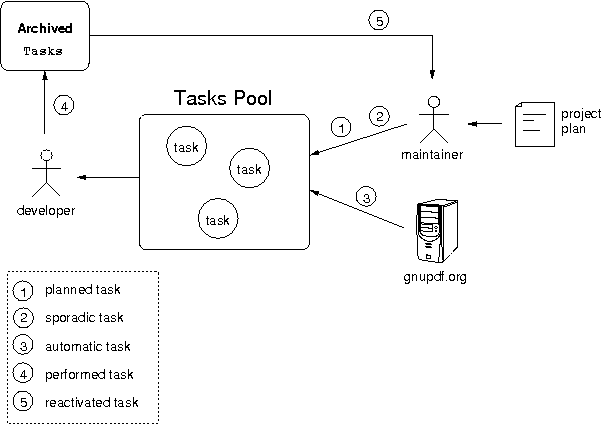 5
Archived
Tasks
4
Tasks Pool
1
2
project
plan
task
task
task
maintainer
developer
3
gnupdf.org
1 planned task
2 sporadic task
3 automatic task
4 performed task
5 reactivated task